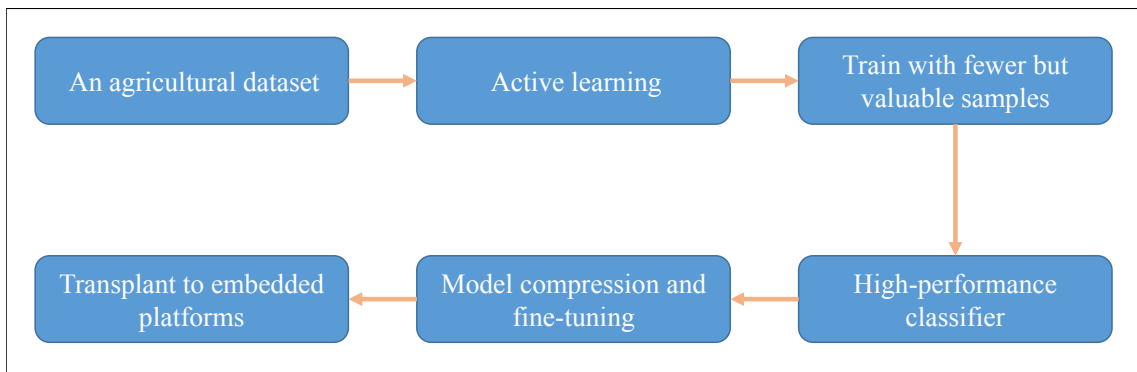 An agricultural dataset
Active learning
Train with fewer but
valuable samples
High-performance
classifier
Model compression and
fine-tuning
Transplant to embedded
platforms